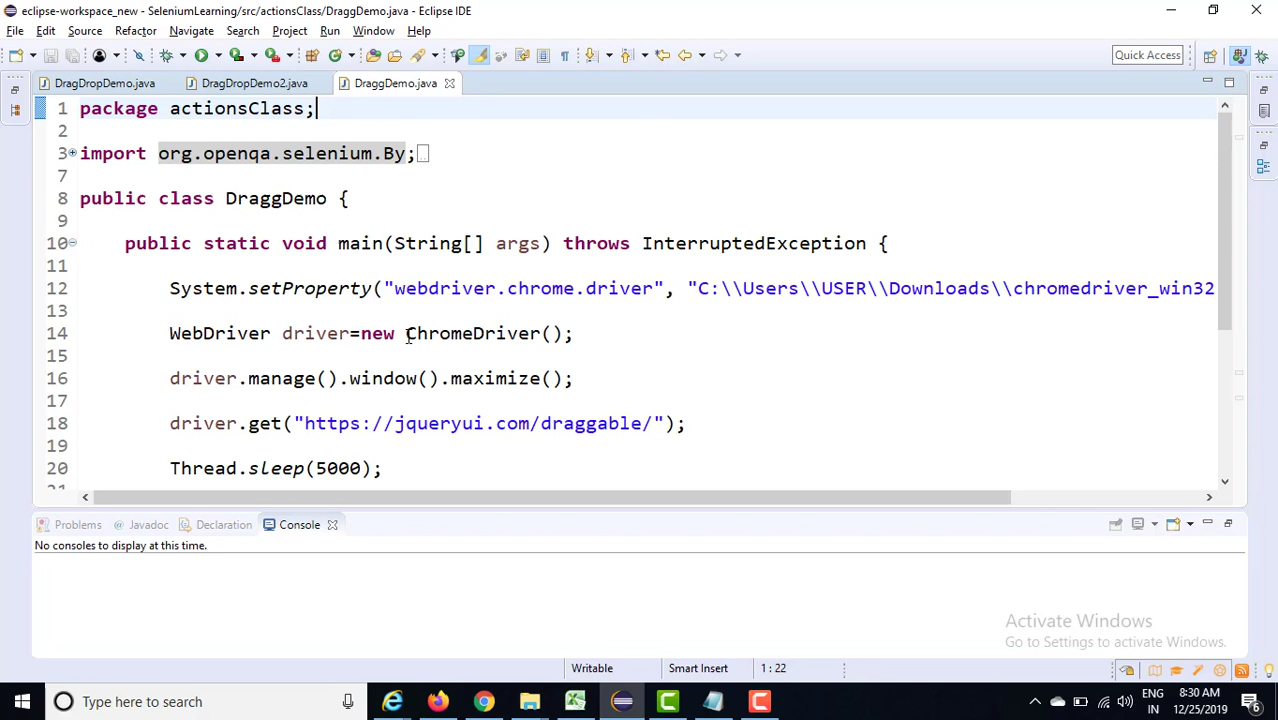 eclipse-workspace_new - SeleniumLearning/src/actionsClass/DraggDemo.java - Eclipse IDE
File Edit Source Refactor Navigate Search Project Run Window Help
Quick Access
DragDropDemo.java DragDropDemo2.java DraggDemo.java
1 package actionsClass;
2
3 import org.openqa.selenium.By;
7
8 public class DraggDemo {
9
10 public static void main(String[] args) throws InterruptedException {
11
12 System.setProperty("webdriver.chrome.driver", "C:\\Users\\USER\\Downloads\\chromedriver_win32
13
14 WebDriver driver=new ChromeDriver();
15
16 driver.manage().window().maximize();
17
18 driver.get("https://jqueryui.com/draggable/");
19
20 Thread.sleep(5000);
21
Problems @ Javadoc Declaration Console
No consoles to display at this time.
Activate Windows
Go to Settings to activate Windows.
Writable Smart Insert 1 : 22
Type here to search
ENG
IN
8:30 AM
12/25/2019
6